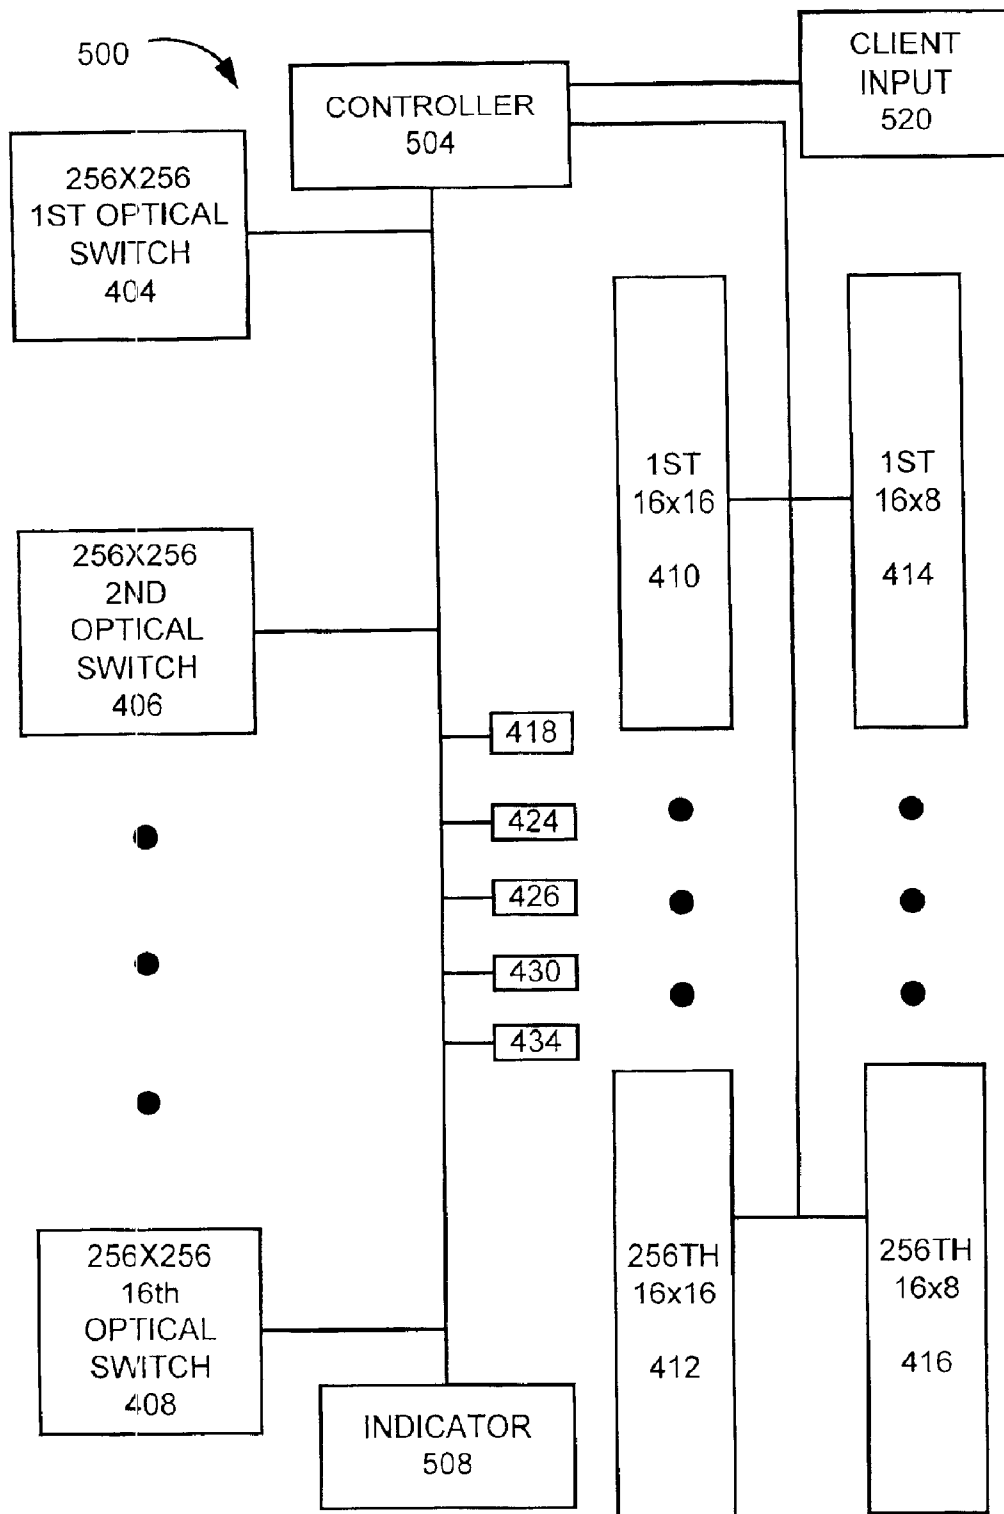 500
CONTROLLER
504
CLIENT
INPUT
520
256X256
1ST OPTICAL
SWITCH
404
1ST
16x16
410
1ST
16x8
414
256X256
2ND
OPTICAL
SWITCH
406
418
424
426
430
434
256X256
16th
OPTICAL
SWITCH
408
256TH
16x16
412
256TH
16x8
416
INDICATOR
508